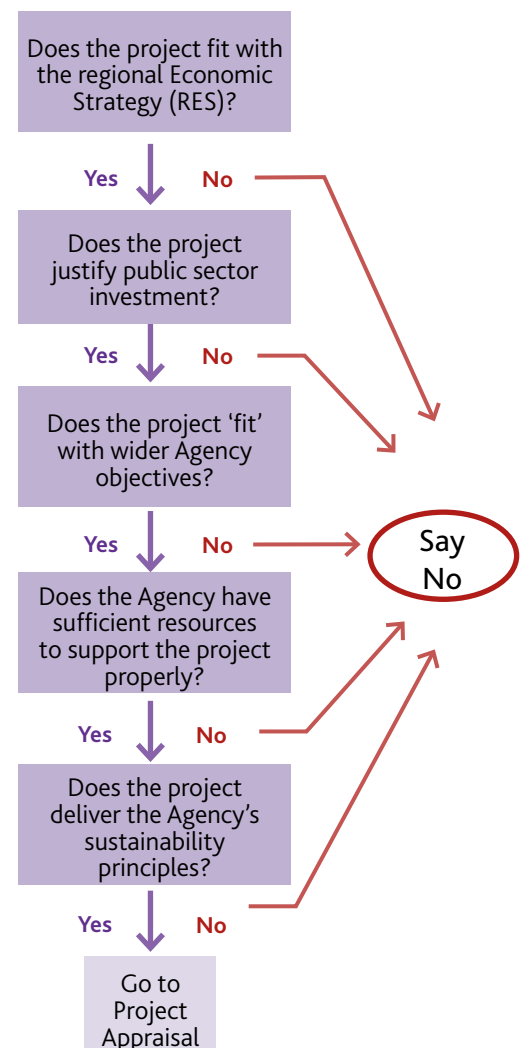 Does the project fit with
the regional Economic
Strategy (RES)?
Yes
No
Does the project
justify public sector
investment?
Yes
No
Does the project ‘fit’
with wider Agency
objectives?
Yes
No
Say
No
Does the Agency have
sufficient resources
to support the project
properly?
Yes
No
Does the project
deliver the Agency’s
sustainability
principles?
Yes
No
Go to
Project
Appraisal